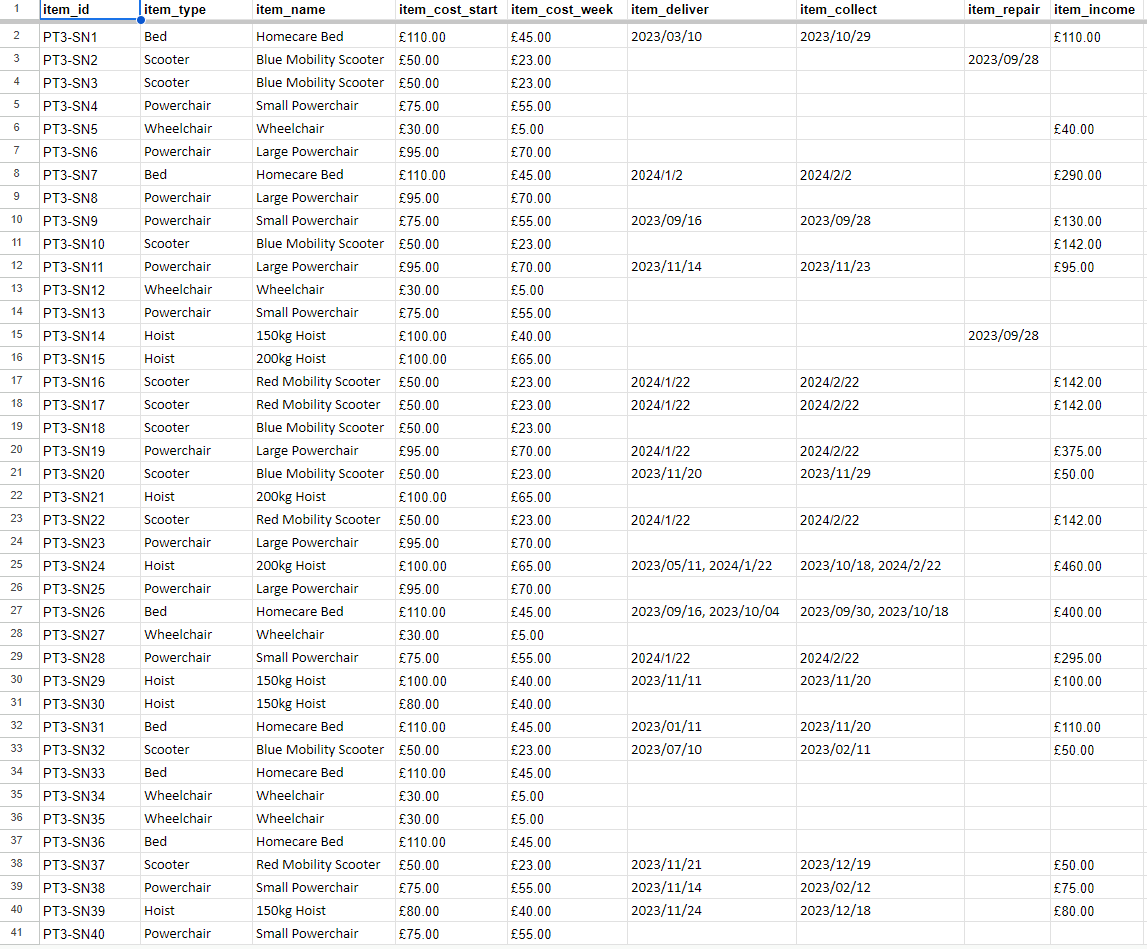 1 item_id item_type item_name item_cost_start item_cost_week item_deliver item_collect item_repair item_income
2 PT3-SN1 Bed Homecare Bed £110.00 £45.00 2023/03/10 2023/10/29 £110.00
3 PT3-SN2 Scooter Blue Mobility Scooter £50.00 £23.00 2023/09/28
4 PT3-SN3 Scooter Blue Mobility Scooter £50.00 £23.00
5 PT3-SN4 Powerchair Small Powerchair £75.00 £55.00
6 PT3-SN5 Wheelchair Wheelchair £30.00 £5.00 £40.00
7 PT3-SN6 Powerchair Large Powerchair £95.00 £70.00
8 PT3-SN7 Bed Homecare Bed £110.00 £45.00 2024/1/2 2024/2/2 £290.00
9 PT3-SN8 Powerchair Large Powerchair £95.00 £70.00
10 PT3-SN9 Powerchair Small Powerchair £75.00 £55.00 2023/09/16 2023/09/28 £130.00
11 PT3-SN10 Scooter Blue Mobility Scooter £50.00 £23.00 £142.00
12 PT3-SN11 Powerchair Large Powerchair £95.00 £70.00 2023/11/14 2023/11/23 £95.00
13 PT3-SN12 Wheelchair Wheelchair £30.00 £5.00
14 PT3-SN13 Powerchair Small Powerchair £75.00 £55.00
15 PT3-SN14 Hoist 150kg Hoist £100.00 £40.00 2023/09/28
16 PT3-SN15 Hoist 200kg Hoist £100.00 £65.00
17 PT3-SN16 Scooter Red Mobility Scooter £50.00 £23.00 2024/1/22 2024/2/22 £142.00
18 PT3-SN17 Scooter Red Mobility Scooter £50.00 £23.00 2024/1/22 2024/2/22 £142.00
19 PT3-SN18 Scooter Blue Mobility Scooter £50.00 £23.00
20 PT3-SN19 Powerchair Large Powerchair £95.00 £70.00 2024/1/22 2024/2/22 £375.00
21 PT3-SN20 Scooter Blue Mobility Scooter £50.00 £23.00 2023/11/20 2023/11/29 £50.00
22 PT3-SN21 Hoist 200kg Hoist £100.00 £65.00
23 PT3-SN22 Scooter Red Mobility Scooter £50.00 £23.00 2024/1/22 2024/2/22 £142.00
24 PT3-SN23 Powerchair Large Powerchair £95.00 £70.00
25 PT3-SN24 Hoist 200kg Hoist £100.00 £65.00 2023/05/11, 2024/1/22 2023/10/18, 2024/2/22 £460.00
26 PT3-SN25 Powerchair Large Powerchair £95.00 £70.00
27 PT3-SN26 Bed Homecare Bed £110.00 £45.00 2023/09/16, 2023/10/04 2023/09/30, 2023/10/18 £400.00
28 PT3-SN27 Wheelchair Wheelchair £30.00 £5.00
29 PT3-SN28 Powerchair Small Powerchair £75.00 £55.00 2024/1/22 2024/2/22 £295.00
30 PT3-SN29 Hoist 150kg Hoist £100.00 £40.00 2023/11/11 2023/11/20 £100.00
31 PT3-SN30 Hoist 150kg Hoist £80.00 £40.00
32 PT3-SN31 Bed Homecare Bed £110.00 £45.00 2023/01/11 2023/11/20 £110.00
33 PT3-SN32 Scooter Blue Mobility Scooter £50.00 £23.00 2023/07/10 2023/02/11 £50.00
34 PT3-SN33 Bed Homecare Bed £110.00 £45.00
35 PT3-SN34 Wheelchair Wheelchair £30.00 £5.00
36 PT3-SN35 Wheelchair Wheelchair £30.00 £5.00
37 PT3-SN36 Bed Homecare Bed £110.00 £45.00
38 PT3-SN37 Scooter Red Mobility Scooter £50.00 £23.00 2023/11/21 2023/12/19 £50.00
39 PT3-SN38 Powerchair Small Powerchair £75.00 £55.00 2023/11/14 2023/02/12 £75.00
40 PT3-SN39 Hoist 150kg Hoist £80.00 £40.00 2023/11/24 2023/12/18 £80.00
41 PT3-SN40 Powerchair Small Powerchair £75.00 £55.00